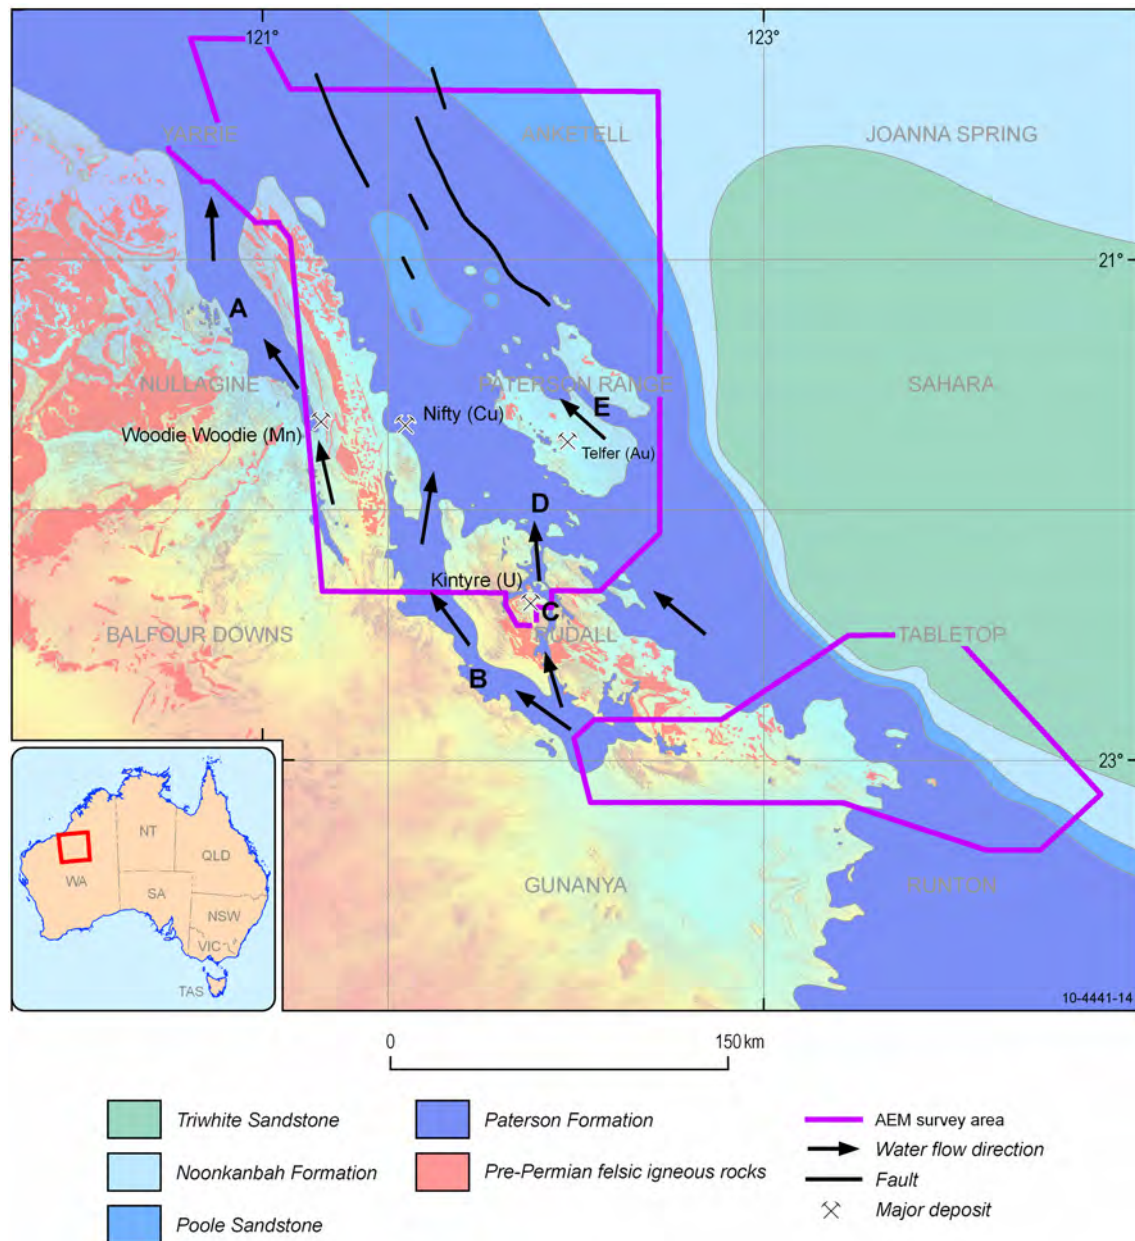 121°
123°
YARRIE
ANKETELL
JOANNA SPRING
21°
A
NULLAGINE
PATERSON RANGE
SAHARA
E
Nifty (Cu)
Woodie Woodie (Mn)
Telfer (Au)
D
Kintyre (U)
C
BALFOUR DOWNS
RUDALL
TABLETOP
B
23°
GUNANYA
RUNTON
NT
QLD
WA
SA
NSW
VIC
TAS
10-4441-14
0
150 km
Triwhite Sandstone
Paterson Formation
AEM survey area
Noonkanbah Formation
Pre-Permian felsic igneous rocks
Water flow direction
Fault
Poole Sandstone
Major deposit